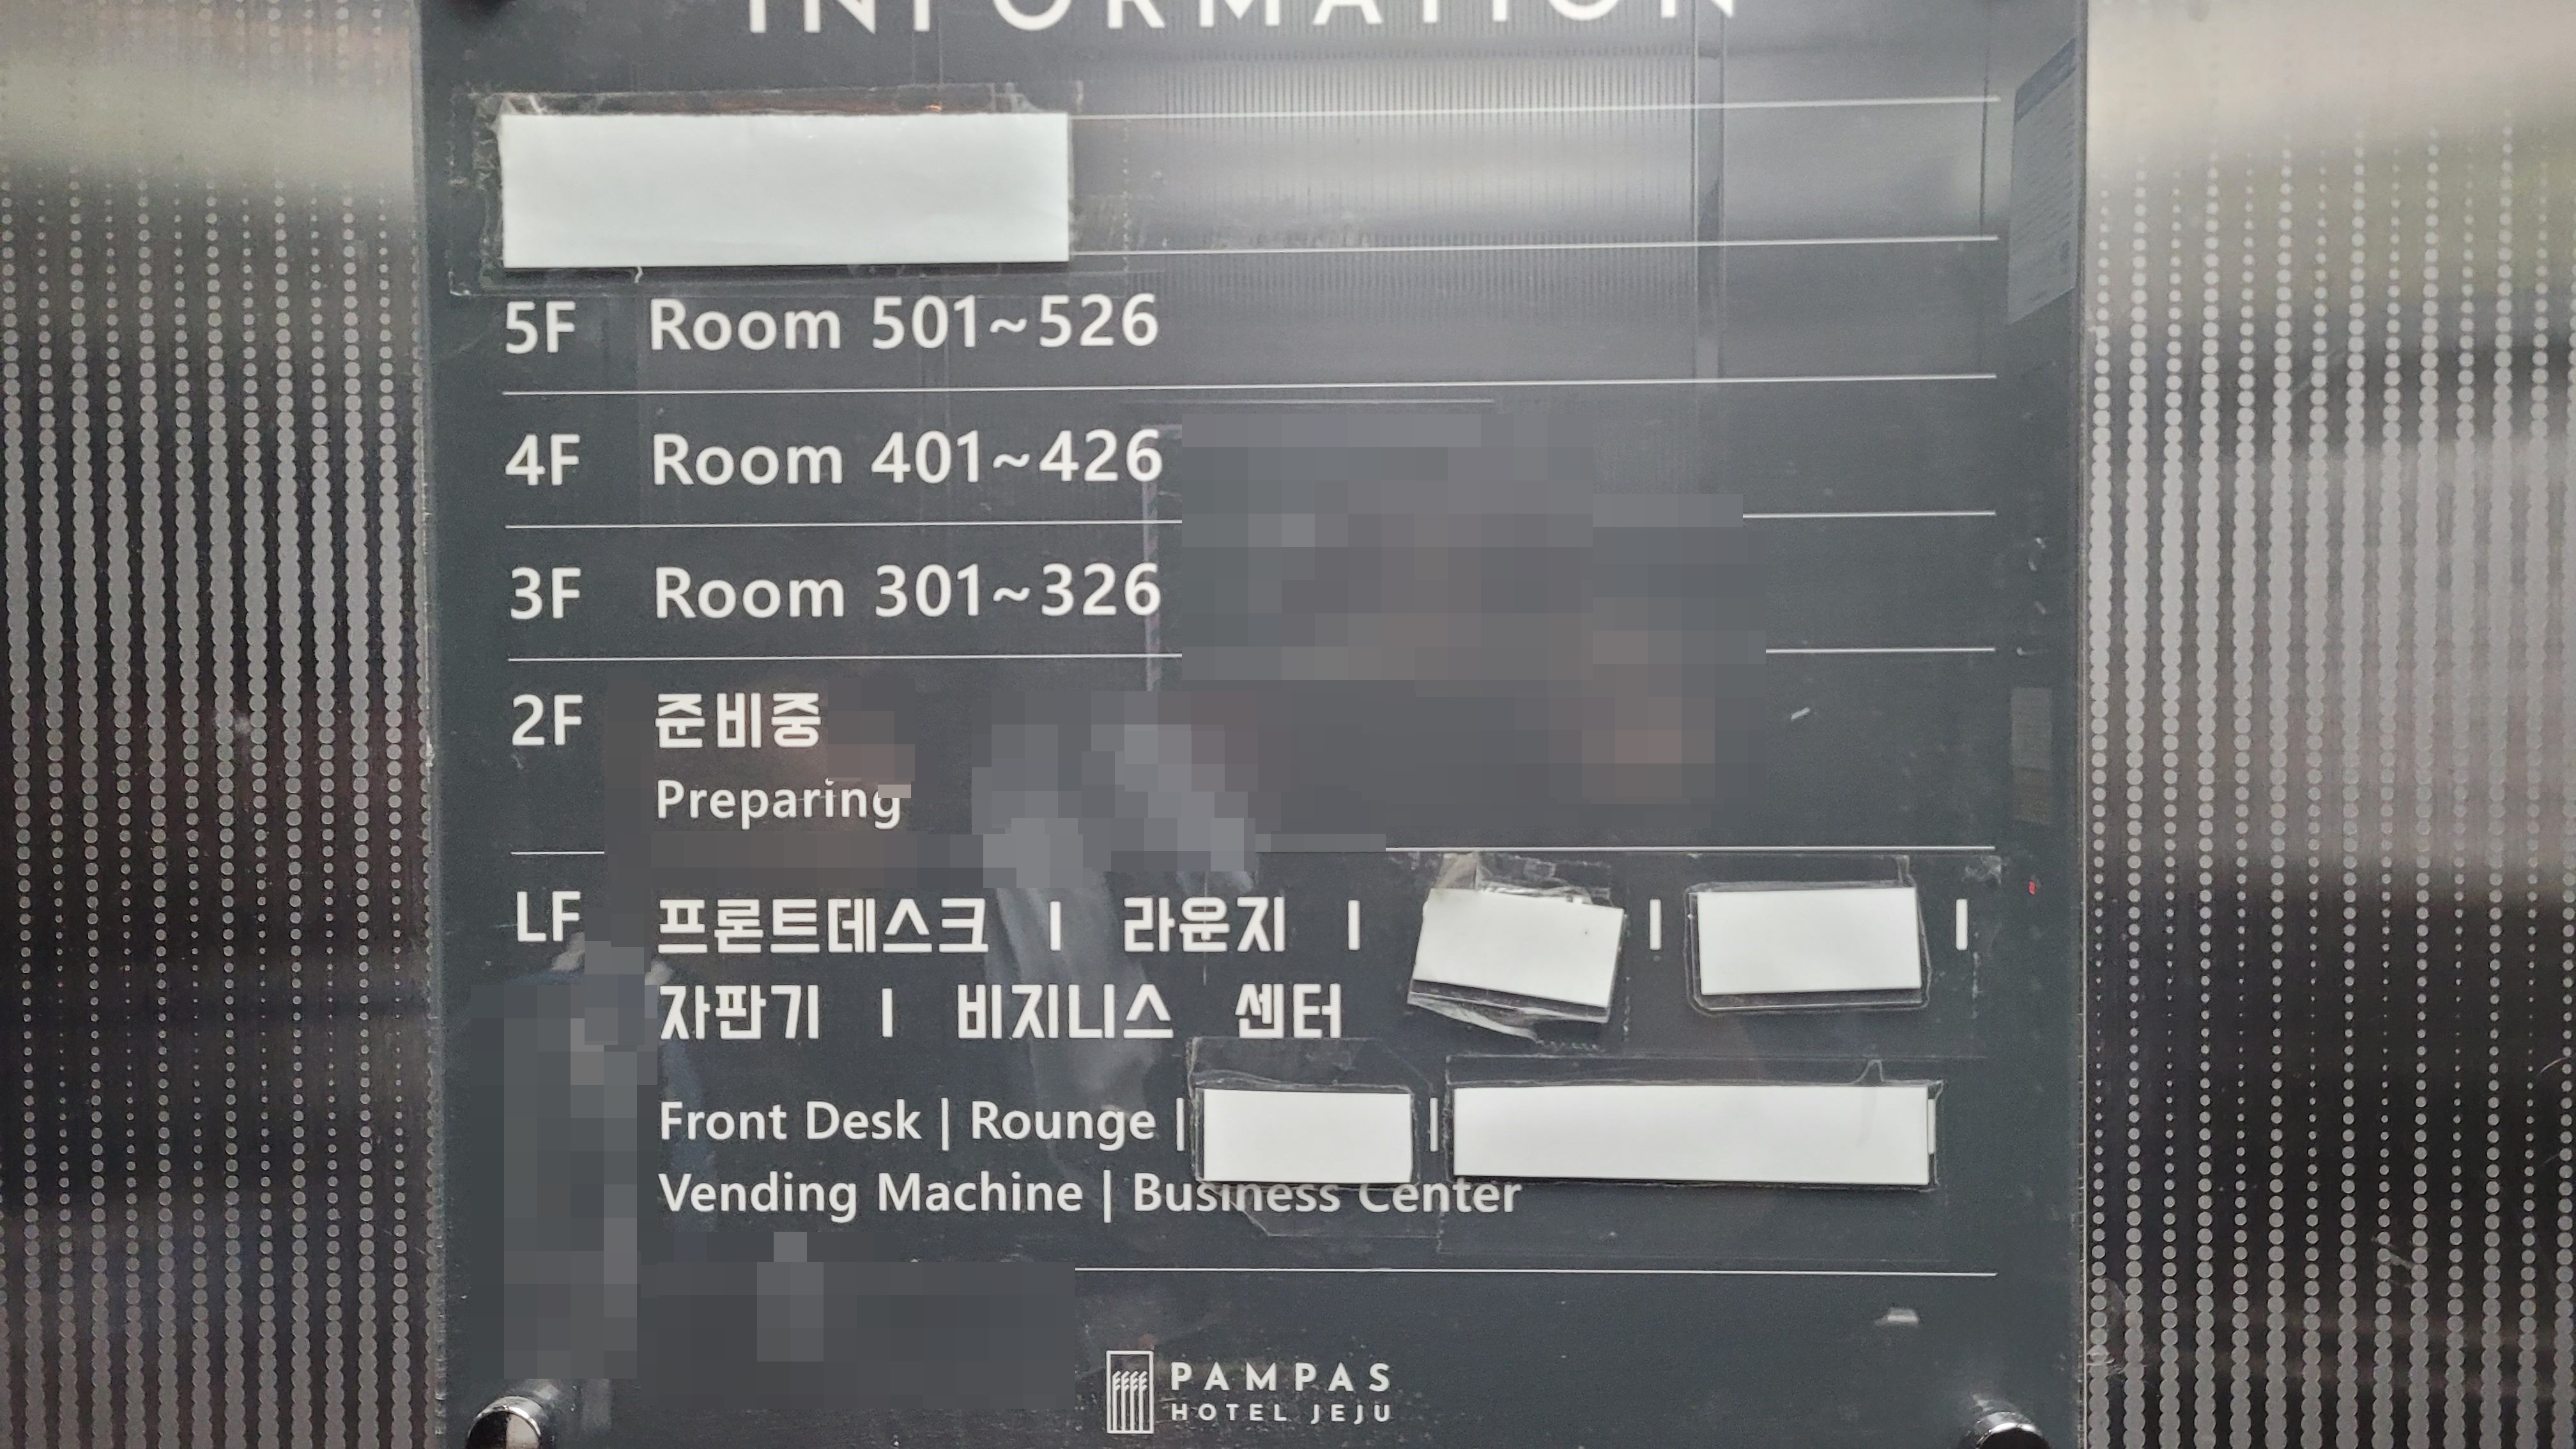 INFORMATION
5F Room 501~526
4F Room 401~426
3F Room 301~326
2F 준비중
Preparing
LF 프론트데스크 | 라운지 | | |
자판기 | 비지니스 센터
Front Desk | Rounge | |
Vending Machine | Business Center
PAMPAS
HOTEL JEJU